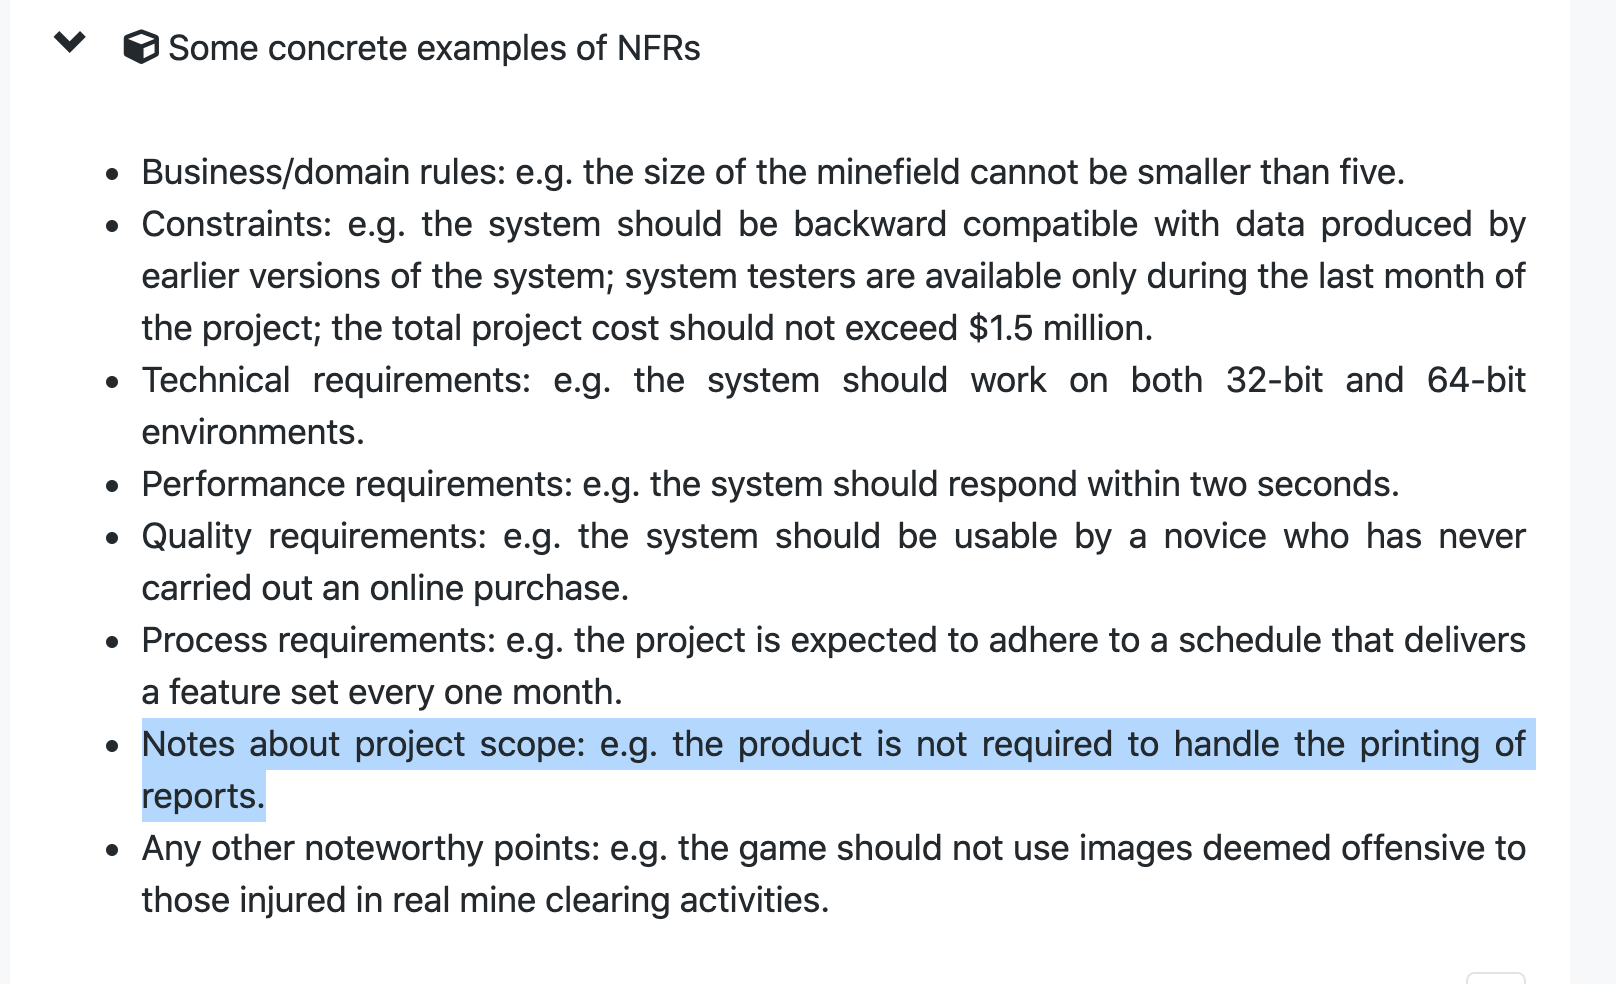 Some concrete examples of NFRs
Business/domain rules: e.g. the size of the minefield cannot be smaller than five.
Constraints: e.g. the system should be backward compatible with data produced by
earlier versions of the system; system testers are available only during the last month of
the project; the total project cost should not exceed $1.5 million.
Technical requirements: e.g. the system should work on both 32-bit and 64-bit
environments.
Performance requirements: e.g. the system should respond within two seconds.
Quality requirements: e.g. the system should be usable by a novice who has never
carried out an online purchase.
Process requirements: e.g. the project is expected to adhere to a schedule that delivers
a feature set every one month.
Notes about project scope: e.g. the product is not required to handle the printing of
reports.
Any other noteworthy points: e.g. the game should not use images deemed offensive to
those injured in real mine clearing activities.